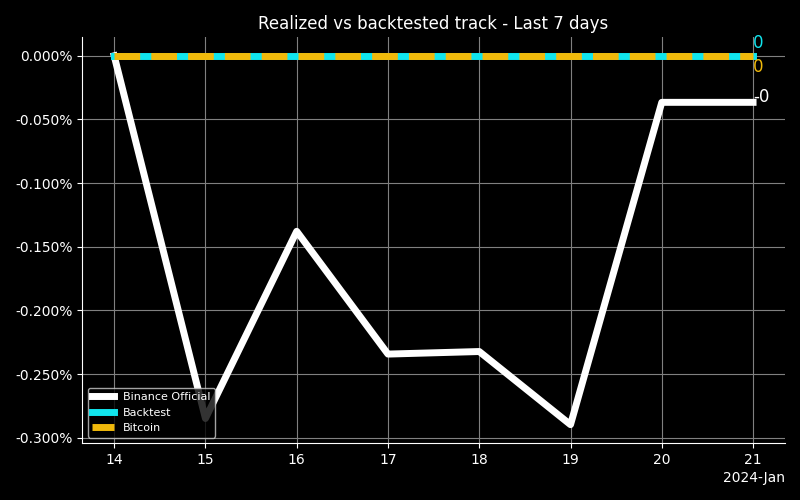 Realized vs backtested track - Last 7 days
0
0.000%
0
-0
-0.050%
-0.100%
-0.150%
-0.200%
-0.250%
-0.300%
Binance Official
Backtest
Bitcoin
14 15 16 17 18 19 20 21
2024-Jan